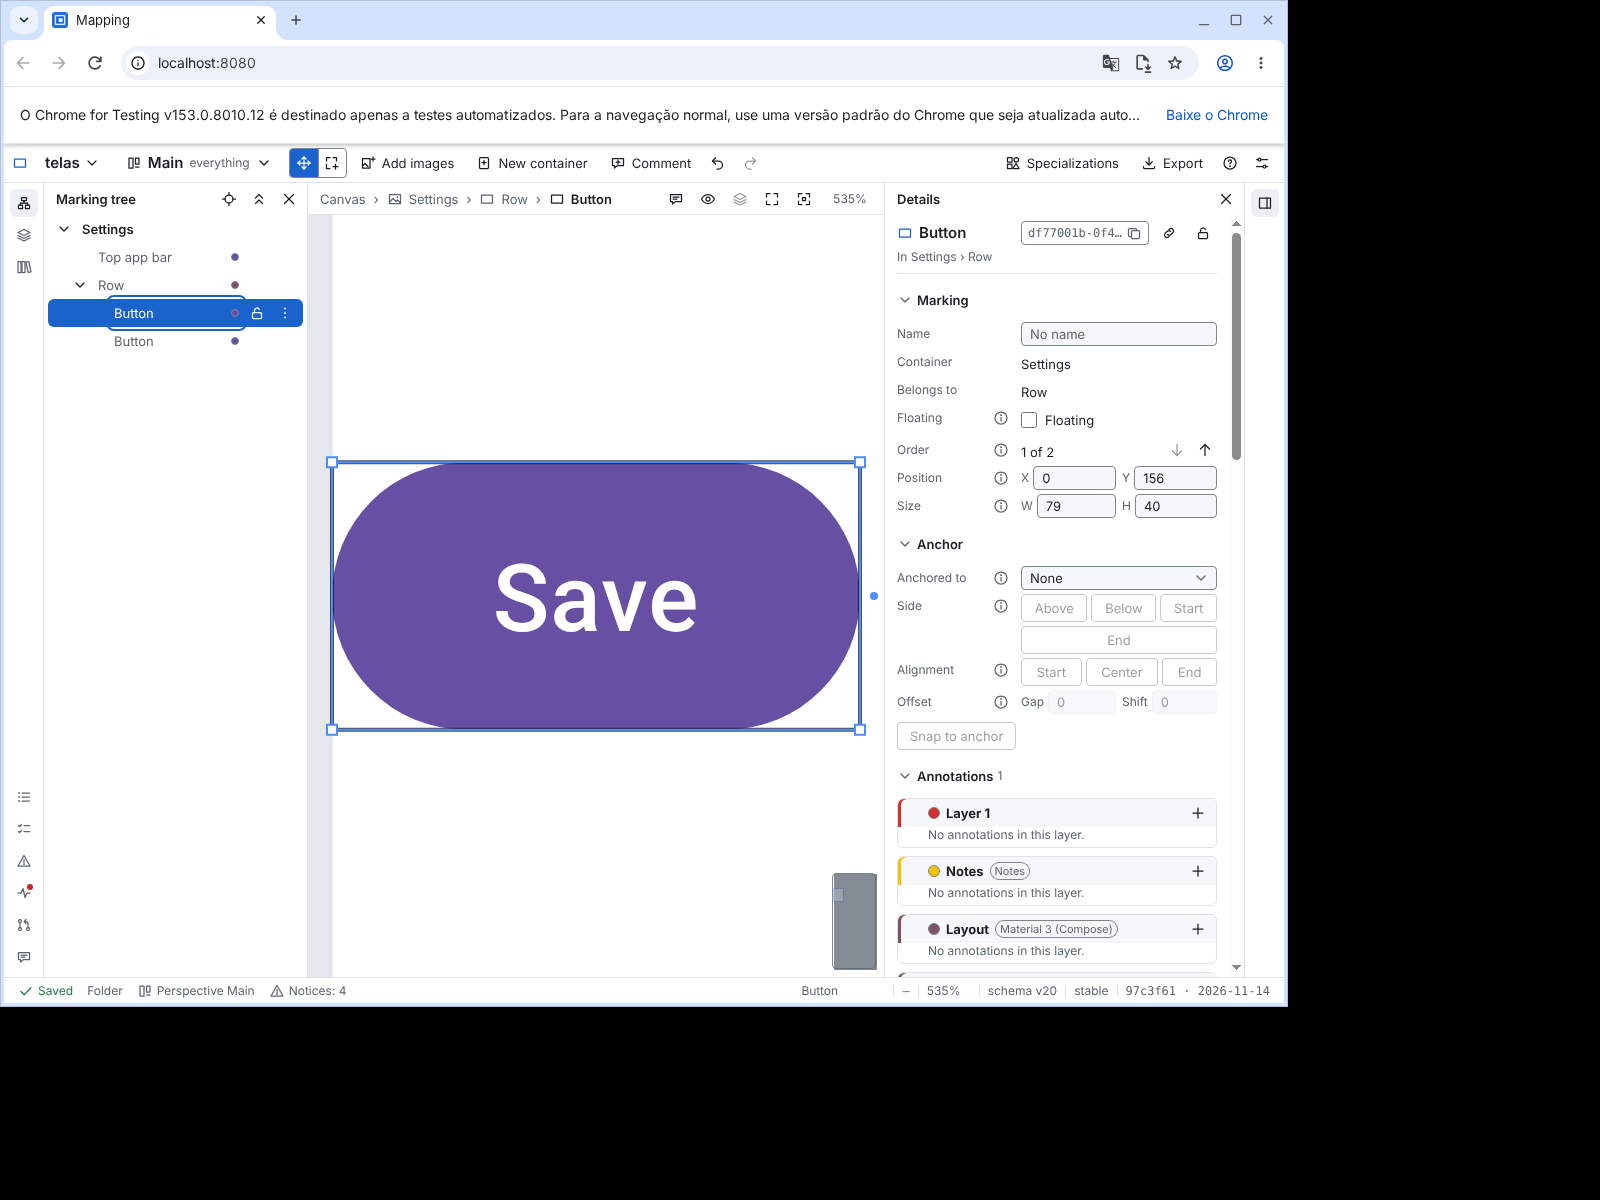 Mapping
localhost:8080
O Chrome for Testing v153.0.8010.12 é destinado apenas a testes automatizados. Para a navegação normal, use uma versão padrão do Chrome que seja atualizada auto...
Baixe o Chrome
telas
Main everything
Add images
New container
Comment
Specializations
Export
Marking tree
Settings
Top app bar
Row
Button
Button
Canvas › Settings › Row › Button
535%
Save
Details
Button
df77001b-0f4…
In Settings › Row
Marking
Name No name
Container Settings
Belongs to Row
Floating Floating
Order 1 of 2
Position X 0 Y 156
Size W 79 H 40
Anchor
Anchored to None
Side Above Below Start
End
Alignment Start Center End
Offset Gap 0 Shift 0
Snap to anchor
Annotations 1
Layer 1
No annotations in this layer.
Notes Notes
No annotations in this layer.
Layout Material 3 (Compose)
No annotations in this layer.
Saved Folder Perspective Main Notices: 4 Button – 535% schema v20 stable 97c3f61 · 2026-11-14